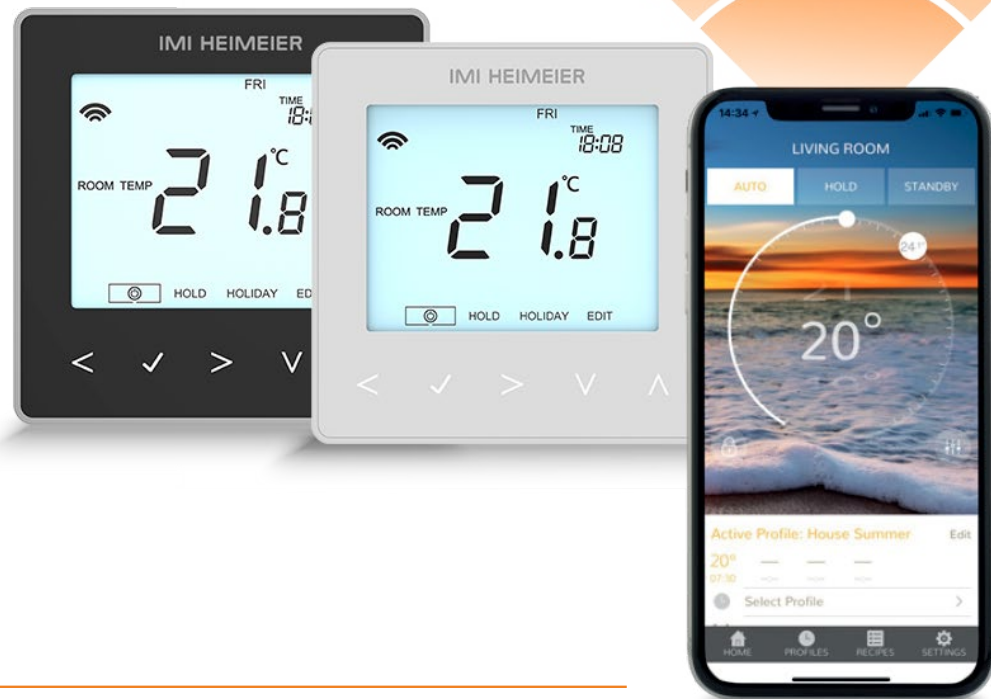 IMI HEIMEIER
FRI
TIME
ROOM TEMP
21.8
°C
HOLD HOLIDAY
IMI HEIMEIER
FRI
TIME
18:08
ROOM TEMP
21.8
°C
HOLD HOLIDAY EDIT
14:34
LIVING ROOM
AUTO HOLD STANDBY
24.1°
21
20°
Active Profile: House Summer Edit
20° — — —
07:30 --:-- --:-- --:--
Select Profile
HOME PROFILES RECIPES SETTINGS